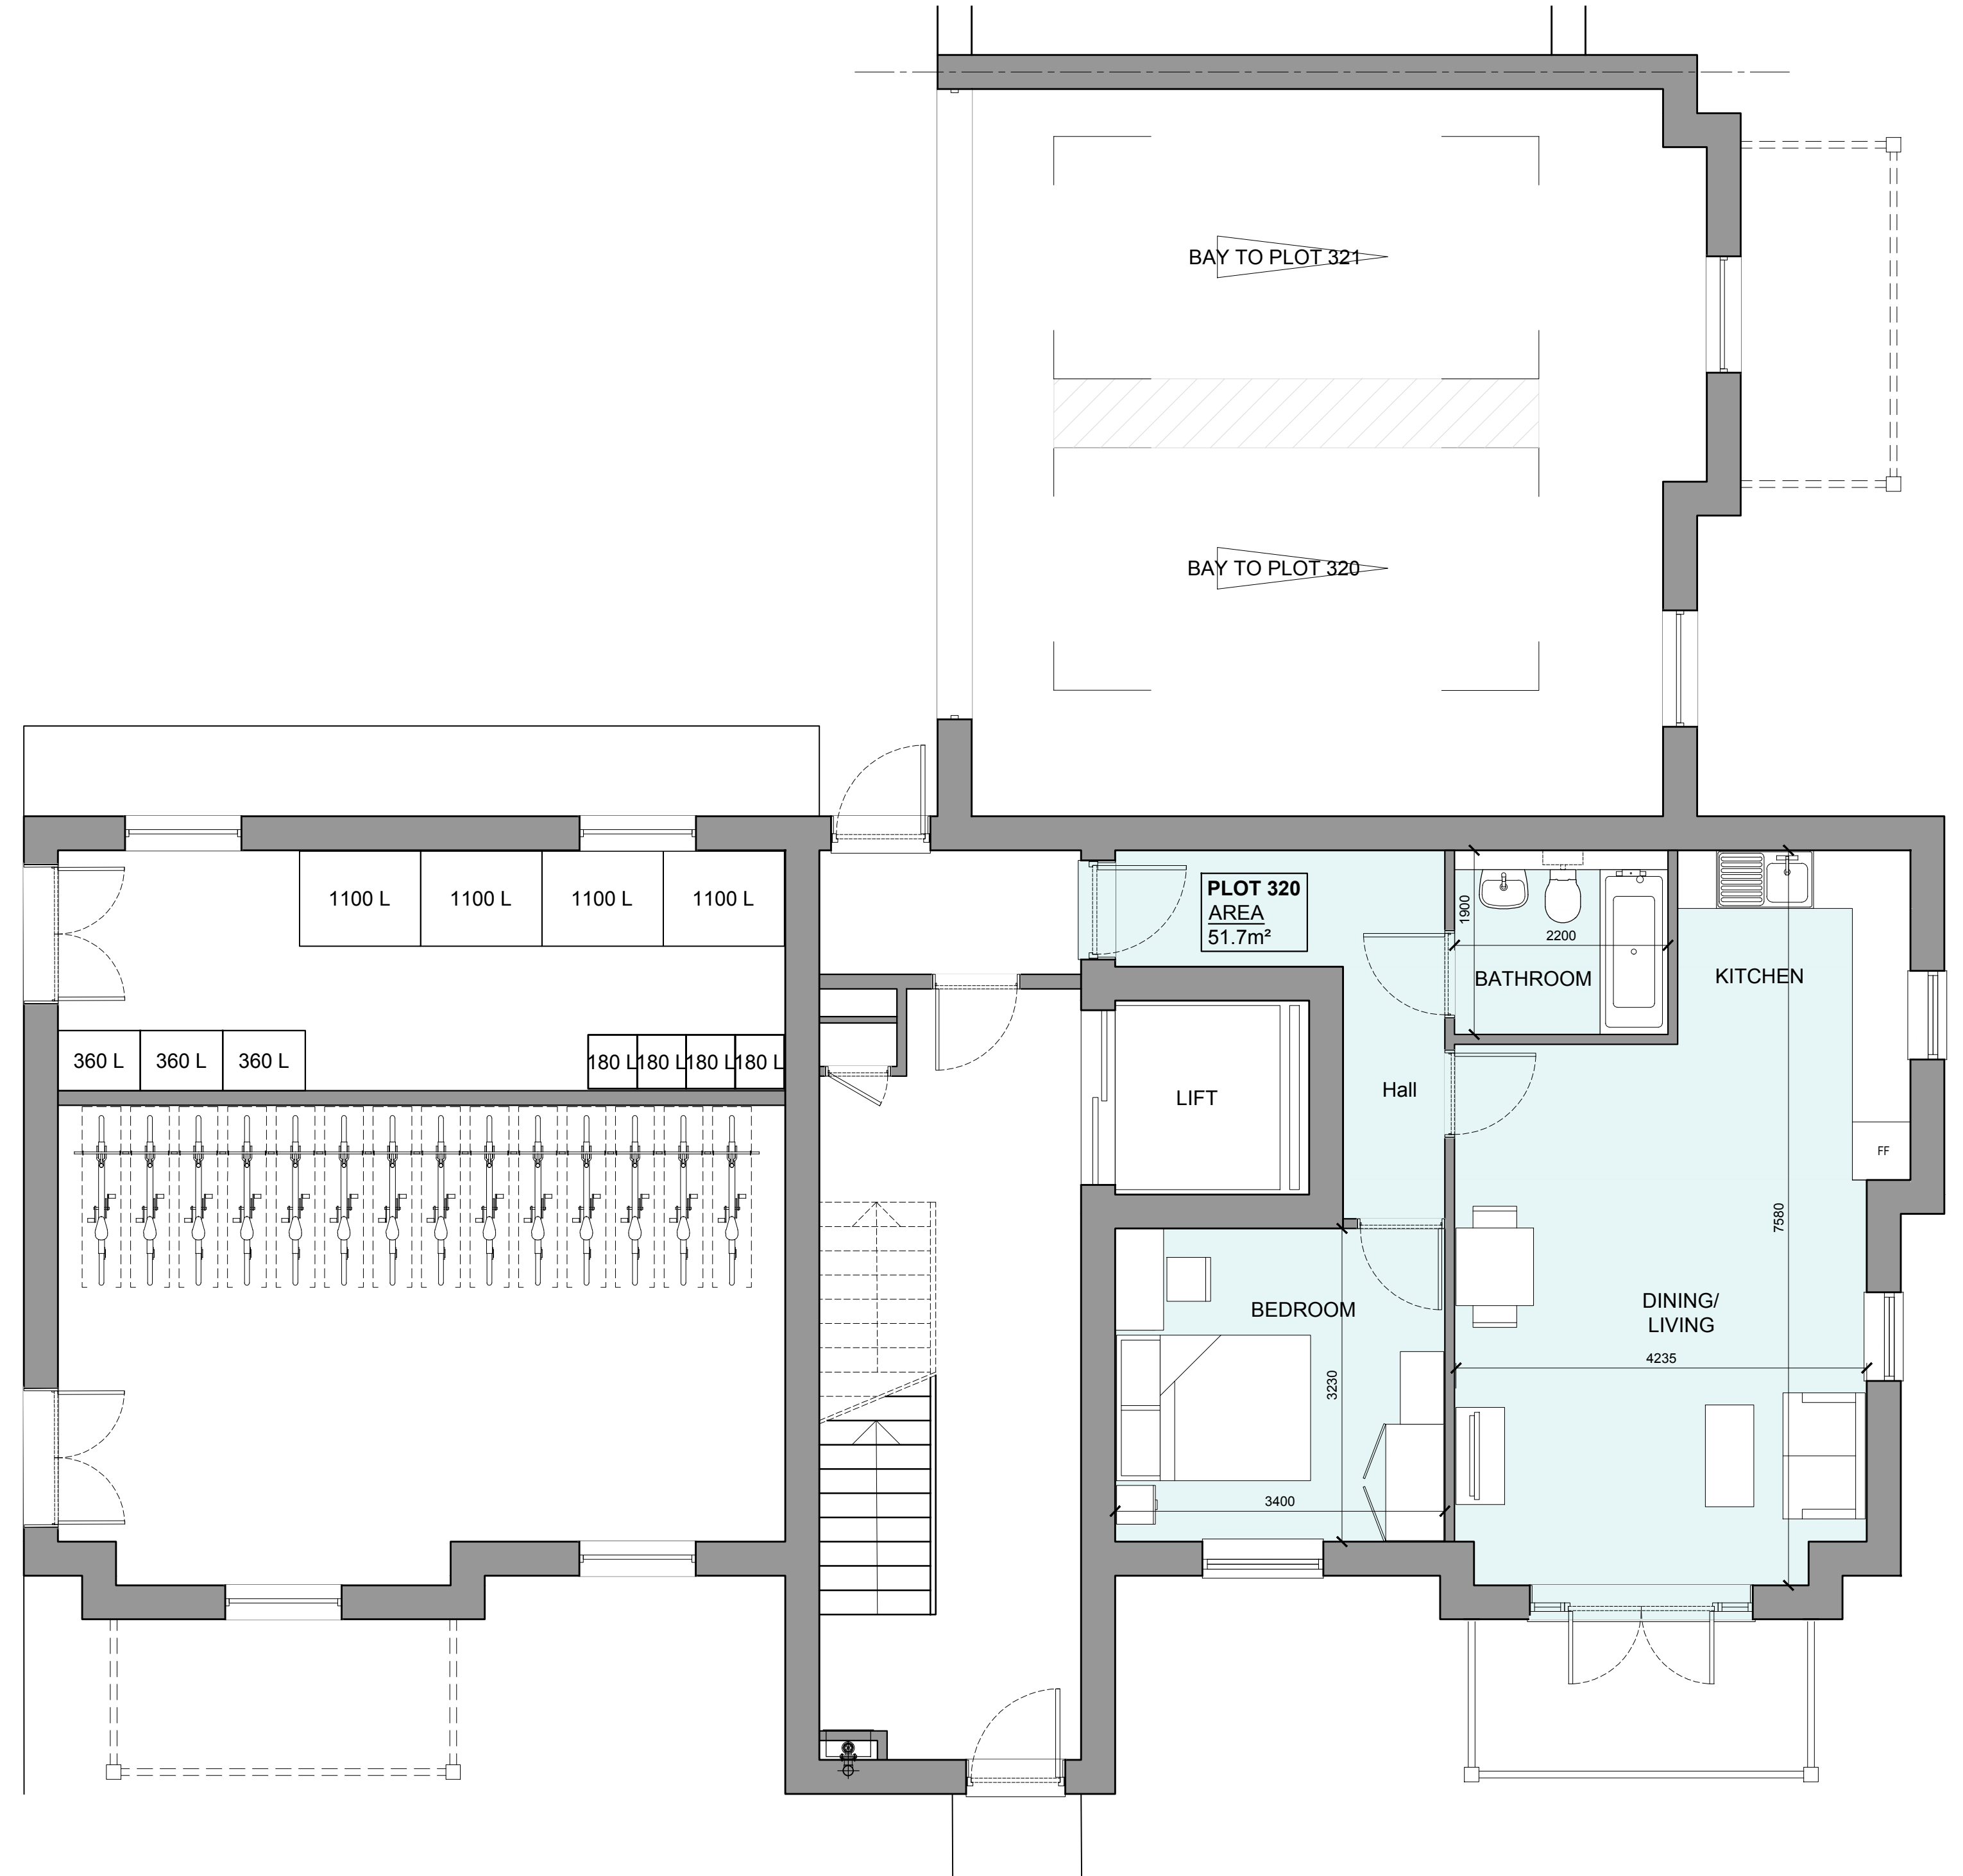 BAY TO PLOT 321
BAY TO PLOT 320
1100 L
1100 L
1100 L
1100 L
360 L
360 L
360 L
180 L
180 L
180 L
180 L
PLOT 320
AREA
51.7m²
1900
2200
BATHROOM
KITCHEN
LIFT
Hall
FF
7580
BEDROOM
DINING/
LIVING
4235
3230
3400